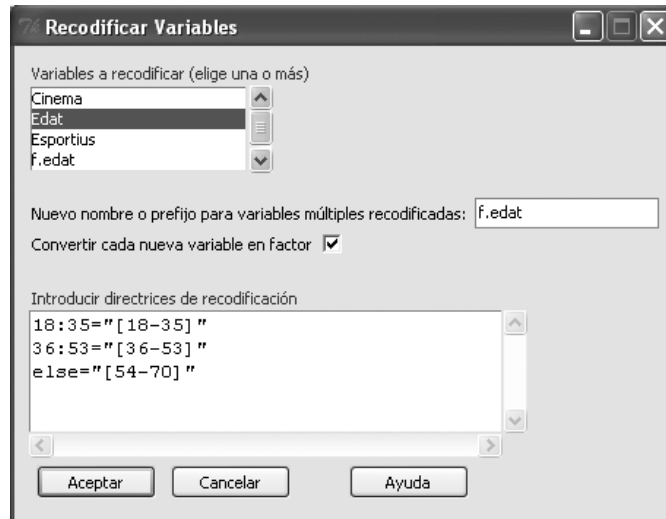 Recodificar Variables
Variables a recodificar (elige una o más)
Cinema
Edat
Esportius
f.edat
Nuevo nombre o prefijo para variables múltiples recodificadas: f.edat
Convertir cada nueva variable en factor
Introducir directrices de recodificación
18:35="[18-35]"
36:53="[36-53]"
else="[54-70]"
Aceptar Cancelar Ayuda